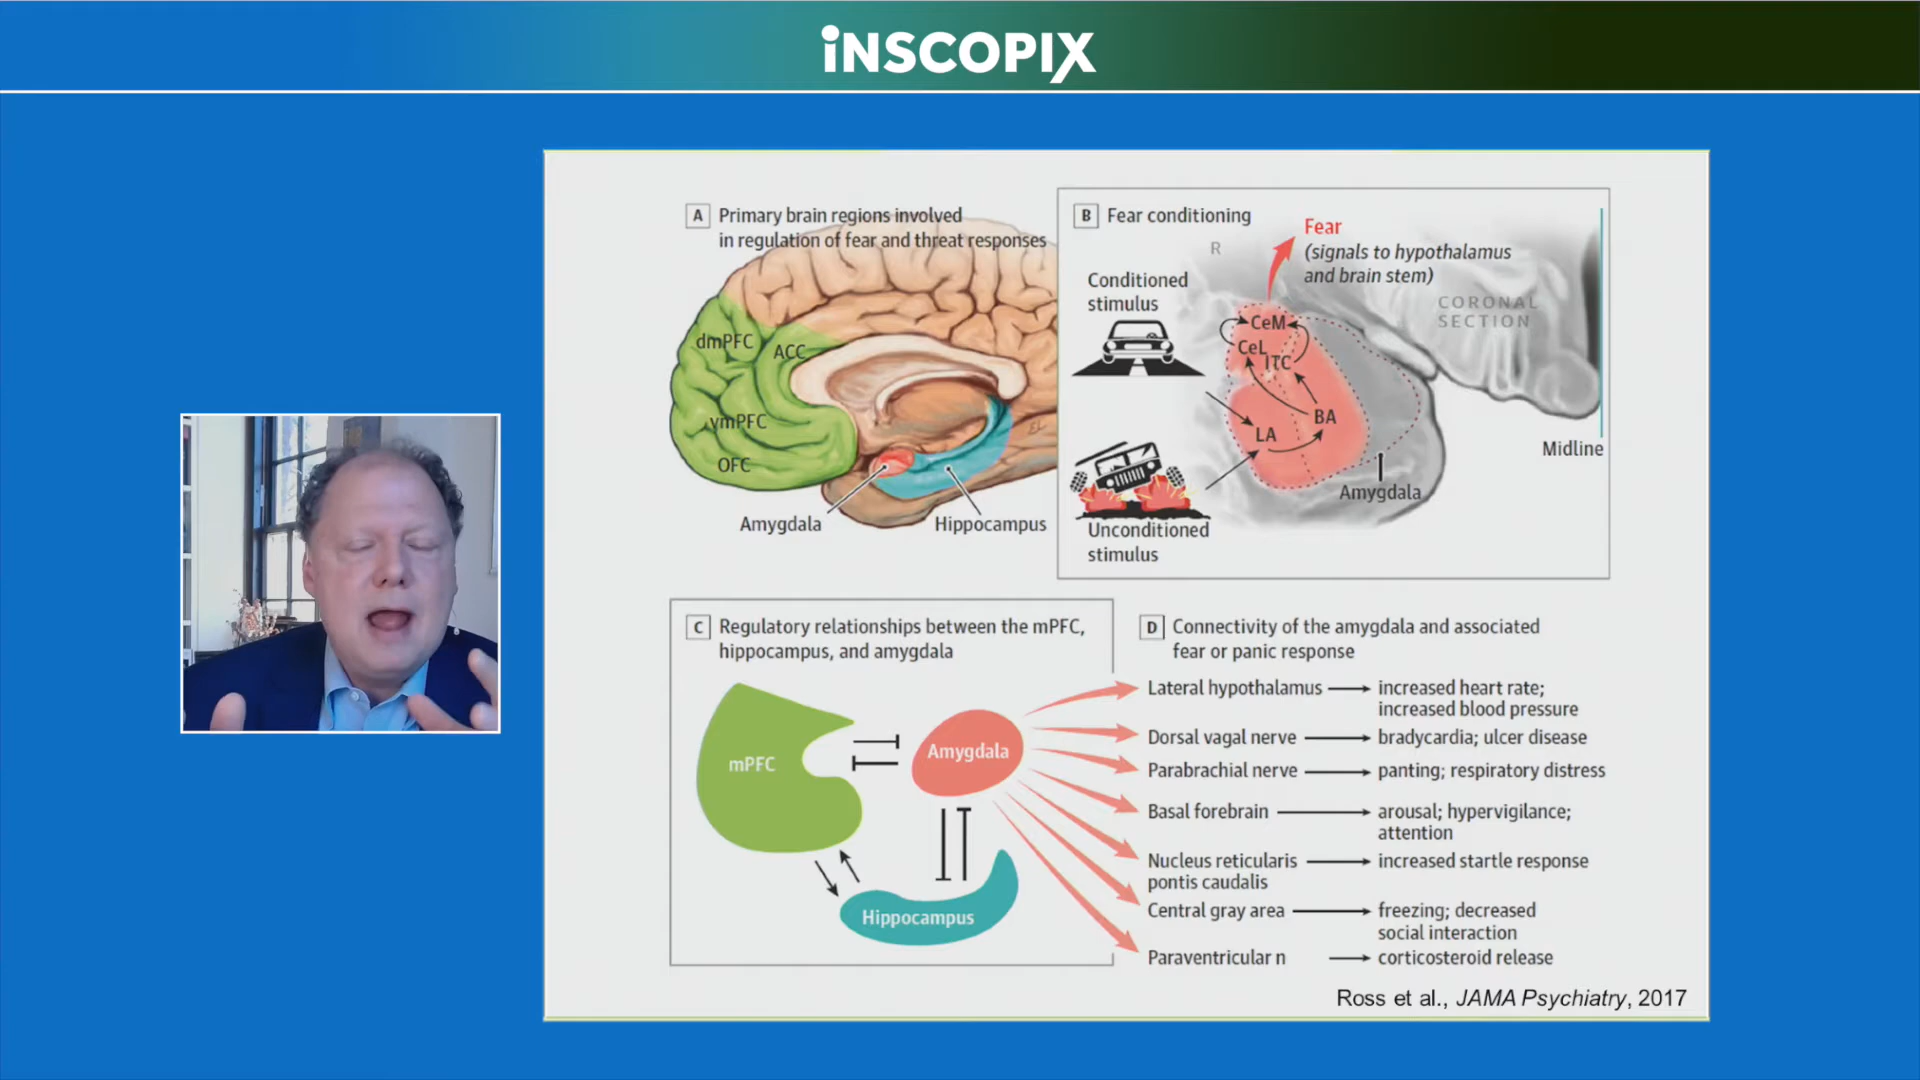 iNSCOPIX
A Primary brain regions involved
in regulation of fear and threat responses
dmPFC
ACC
vmPFC
OFC
Amygdala
Hippocampus
B Fear conditioning
R
Fear
(signals to hypothalamus
and brain stem)
Conditioned
stimulus
CORONAL
SECTION
CeM
CeL
ITC
BA
LA
Midline
Amygdala
Unconditioned
stimulus
C Regulatory relationships between the mPFC,
hippocampus, and amygdala
mPFC
Amygdala
Hippocampus
D Connectivity of the amygdala and associated
fear or panic response
Lateral hypothalamus increased heart rate;
increased blood pressure
Dorsal vagal nerve bradycardia; ulcer disease
Parabrachial nerve panting; respiratory distress
Basal forebrain arousal; hypervigilance;
attention
Nucleus reticularis increased startle response
pontis caudalis
Central gray area freezing; decreased
social interaction
Paraventricular n corticosteroid release
Ross et al., JAMA Psychiatry, 2017